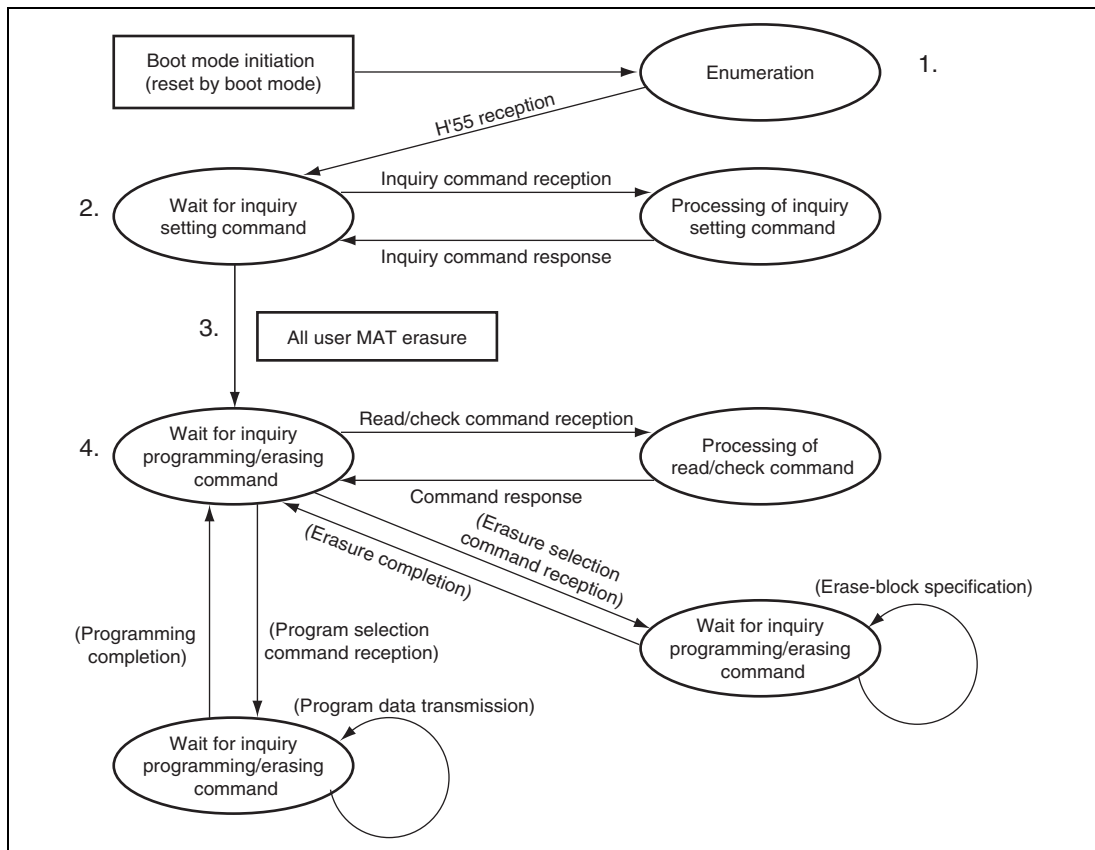 Boot mode initiation
(reset by boot mode)
Enumeration
1.
H'55 reception
2.
Wait for inquiry
setting command
Inquiry command reception
Processing of inquiry
setting command
Inquiry command response
3.
All user MAT erasure
4.
Wait for inquiry
programming/erasing
command
Read/check command reception
Processing of
read/check command
Command response
(Erasure selection
command reception)
(Erasure completion)
(Erase-block specification)
Wait for inquiry
programming/erasing
command
(Programming
completion)
(Program selection
command reception)
(Program data transmission)
Wait for inquiry
programming/erasing
command